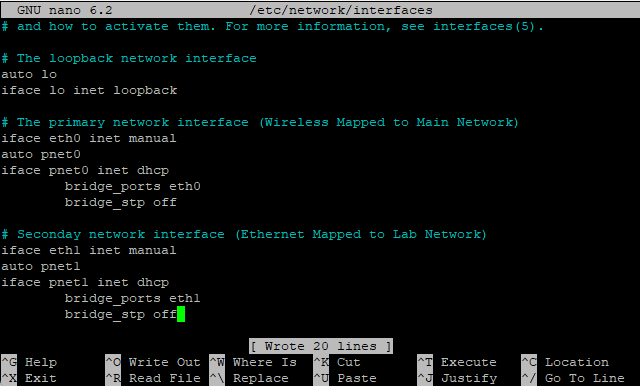 GNU nano 6.2 /etc/network/interfaces
# and how to activate them. For more information, see interfaces(5).
# The loopback network interface
auto lo
iface lo inet loopback
# The primary network interface (Wireless Mapped to Main Network)
iface eth0 inet manual
auto pnet0
iface pnet0 inet dhcp
bridge_ports eth0
bridge_stp off
# Seconday network interface (Ethernet Mapped to Lab Network)
iface eth1 inet manual
auto pnet1
iface pnet1 inet dhcp
bridge_ports eth1
bridge_stp off
[ Wrote 20 lines ]
^G Help ^O Write Out ^W Where Is ^K Cut ^T Execute ^C Location
^X Exit ^R Read File ^\ Replace ^U Paste ^J Justify ^/ Go To Line